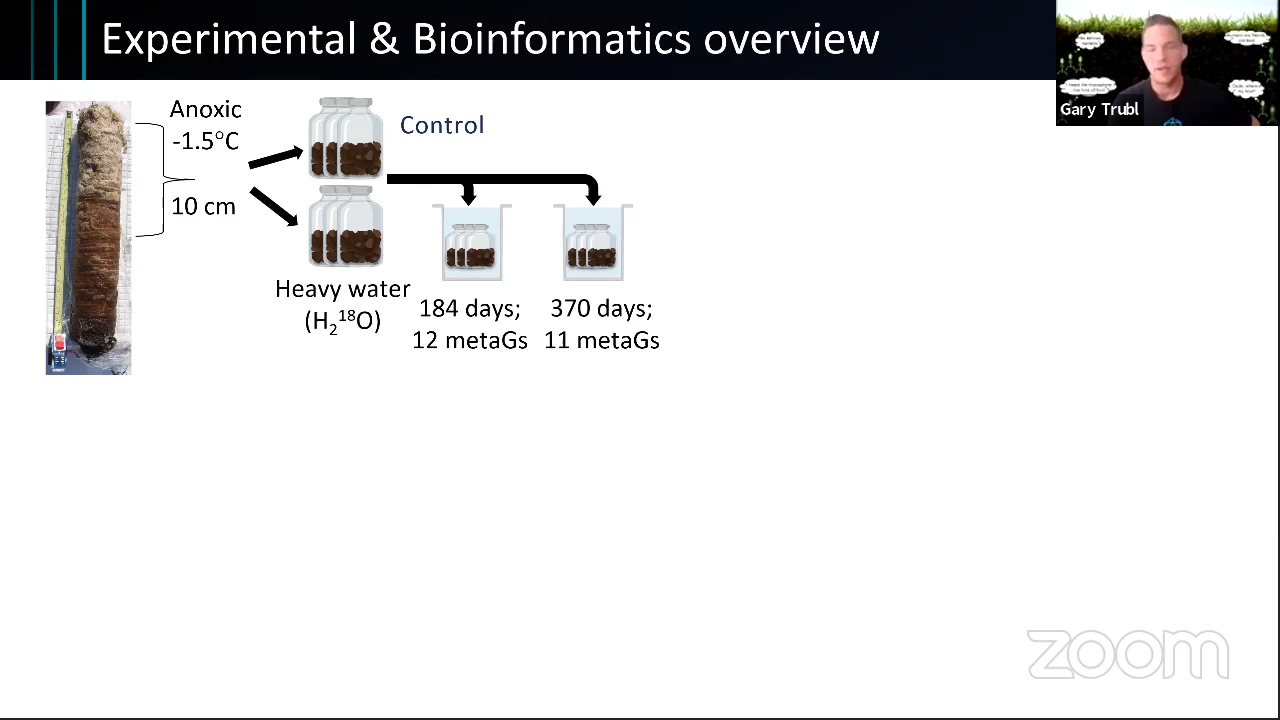 Experimental & Bioinformatics overview
Gary Trubl
Anoxic
-1.5°C
10 cm
Control
Heavy water
(H₂¹⁸O)
184 days;
12 metaGs
370 days;
11 metaGs
zoom